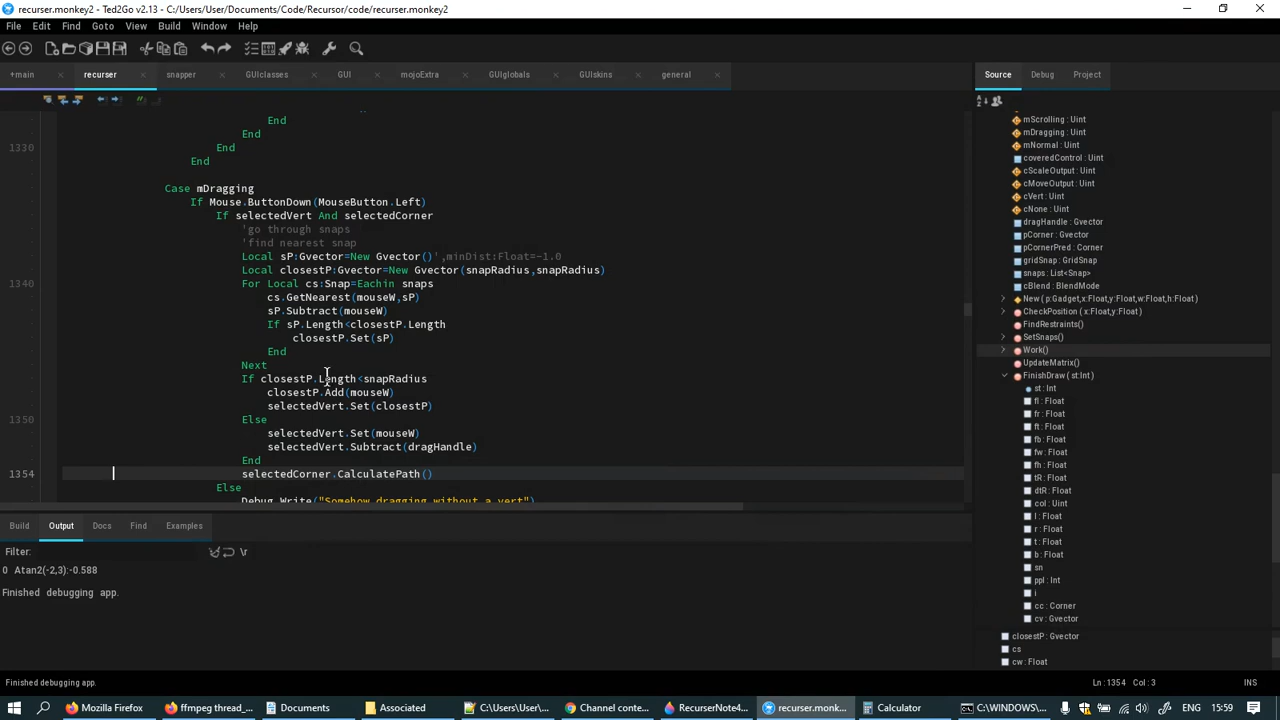 recurser.monkey2 - Ted2Go v2.13 - C:/Users/User/Documents/Code/Recursor/code/recurser.monkey2
File Edit Find Goto View Build Window Help
+main recurser snapper GUIclasses GUI mojoExtra GUIglobals GUIskins general
Source Debug Project
End
End
1330 End
End
Case mDragging
If Mouse.ButtonDown(MouseButton.Left)
If selectedVert And selectedCorner
'go through snaps
'find nearest snap
Local sP:Gvector=New Gvector()',minDist:Float=-1.0
Local closestP:Gvector=New Gvector(snapRadius,snapRadius)
1340 For Local cs:Snap=Eachin snaps
cs.GetNearest(mouseW,sP)
sP.Subtract(mouseW)
If sP.Length<closestP.Length
closestP.Set(sP)
End
Next
If closestP.Length<snapRadius
closestP.Add(mouseW)
selectedVert.Set(closestP)
1350 Else
selectedVert.Set(mouseW)
selectedVert.Subtract(dragHandle)
End
1354 selectedCorner.CalculatePath()
Else
Debug.Write("Somehow dragging without a vert")
mScrolling : Uint
mDragging : Uint
mNormal : Uint
coveredControl : Uint
cScaleOutput : Uint
cMoveOutput : Uint
cVert : Uint
cNone : Uint
dragHandle : Gvector
pCorner : Gvector
pCornerPred : Corner
gridSnap : GridSnap
snaps : List<Snap>
cBlend : BlendMode
New ( p:Gadget,x:Float,y:Float,w:Float,h:Float )
CheckPosition ( x:Float,y:Float )
FindRestraints()
SetSnaps()
Work()
UpdateMatrix()
FinishDraw ( st:Int )
st : Int
fl : Float
fr : Float
ft : Float
fb : Float
fw : Float
fh : Float
tR : Float
dtR : Float
col : Uint
l : Float
r : Float
t : Float
b : Float
sn
ppl : Int
i
cc : Corner
cv : Gvector
closestP : Gvector
cs
cw : Float
Build Output Docs Find Examples
Filter: \r
0 Atan2(-2,3):-0.588
Finished debugging app.
Finished debugging app. Ln : 1354 Col : 3 INS
Mozilla Firefox ffmpeg thread_... Documents C:\Users\User\... Associated Channel conte... RecurserNote4... recurser.monk... Calculator C:\WINDOWS\... ENG 15:59